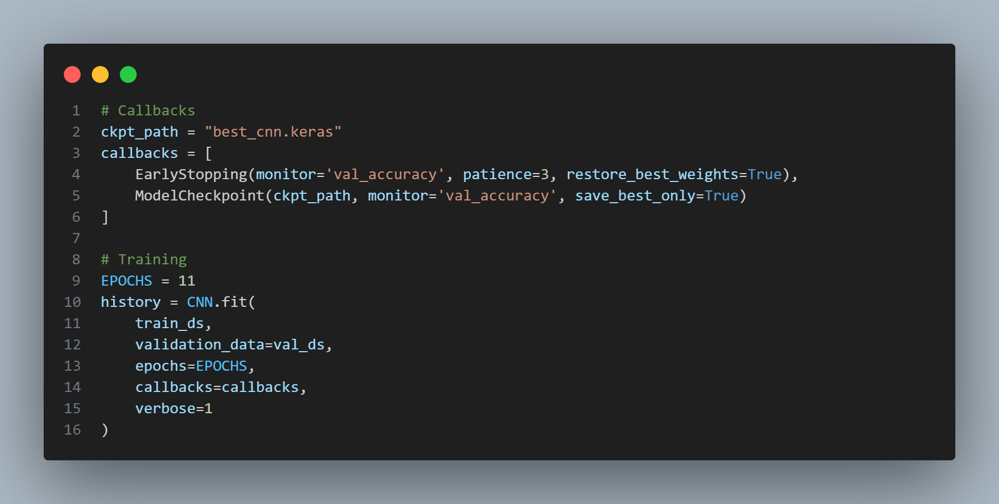 1 # Callbacks
2 ckpt_path = "best_cnn.keras"
3 callbacks = [
4     EarlyStopping(monitor='val_accuracy', patience=3, restore_best_weights=True),
5     ModelCheckpoint(ckpt_path, monitor='val_accuracy', save_best_only=True)
6 ]
7
8 # Training
9 EPOCHS = 11
10 history = CNN.fit(
11     train_ds,
12     validation_data=val_ds,
13     epochs=EPOCHS,
14     callbacks=callbacks,
15     verbose=1
16 )